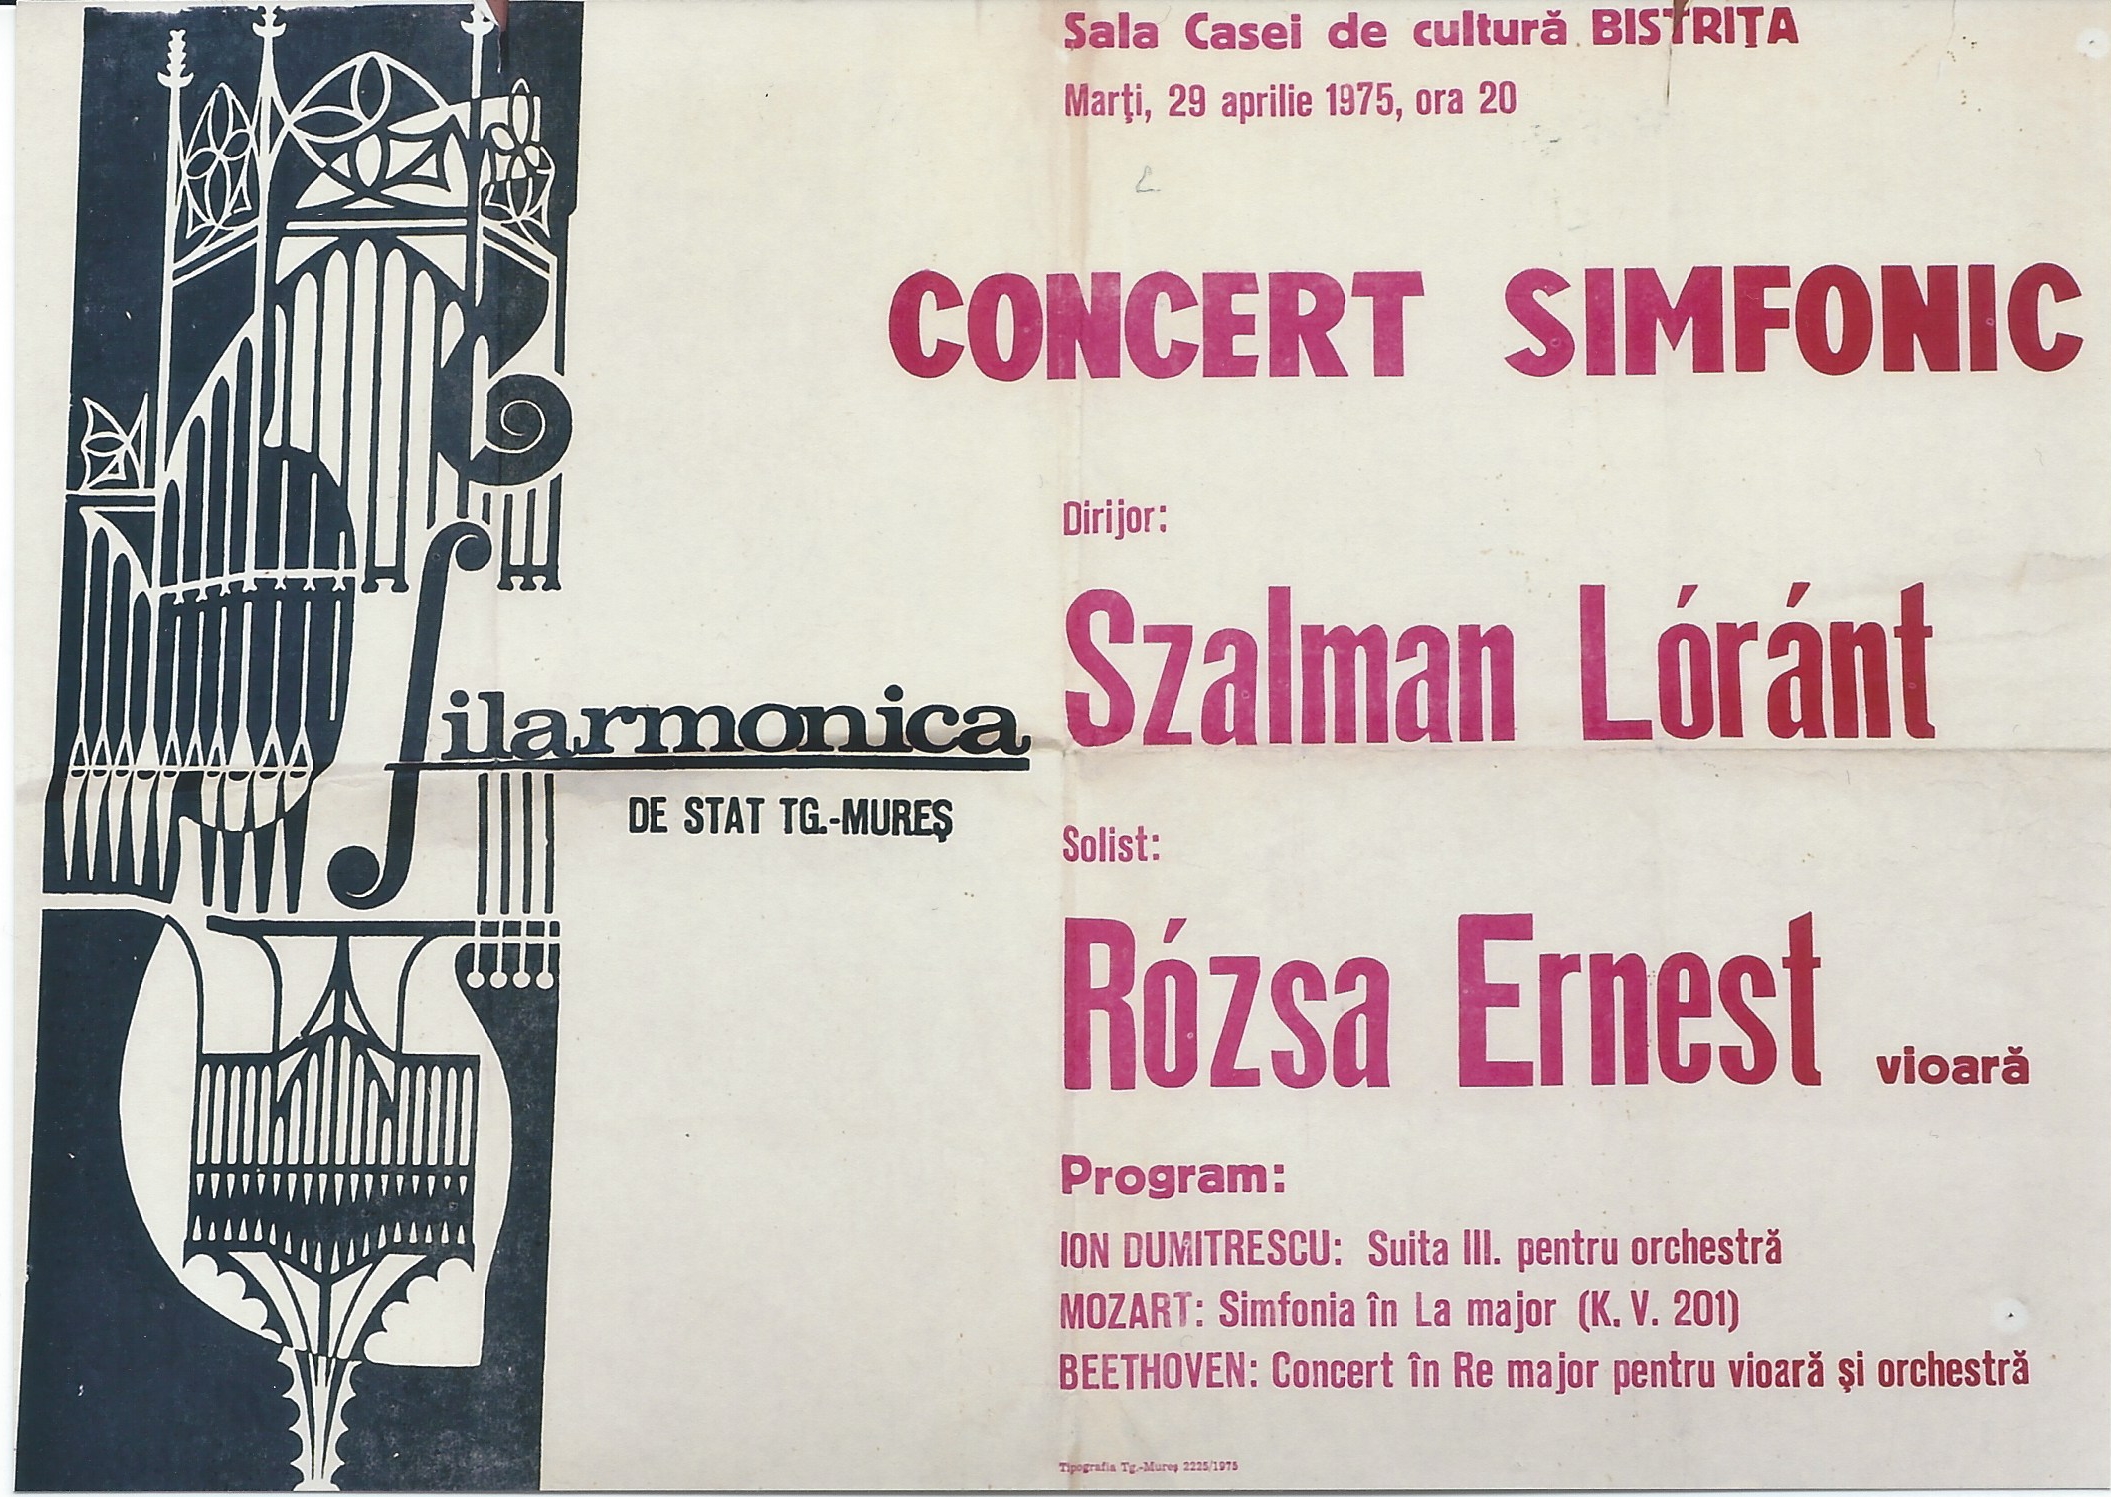 Sala Casei de cultură BISTRIŢA
Marţi, 29 aprilie 1975, ora 20
CONCERT SIMFONIC
Dirijor:
Szalman Lóránt
filarmonica
DE STAT TG.-MUREŞ
Solist:
Rózsa Ernest vioară
Program:
ION DUMITRESCU: Suita III. pentru orchestră
MOZART: Simfonia în La major (K. V. 201)
BEETHOVEN: Concert în Re major pentru vioară şi orchestră
Tipografia Tg.-Mureş 2225/1975